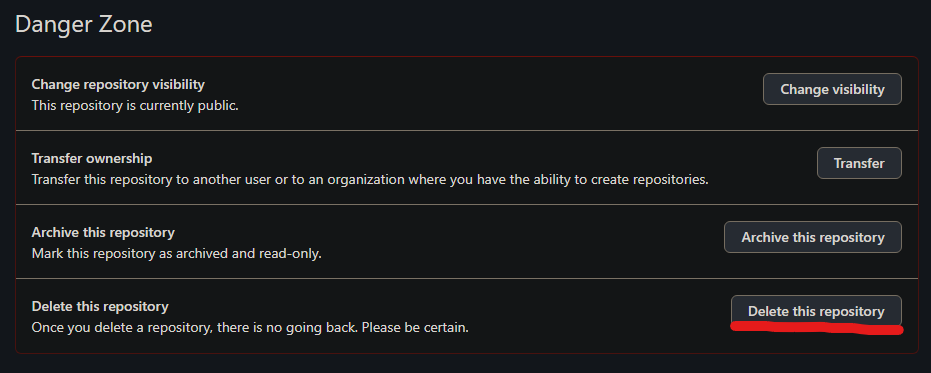 Danger Zone
Change repository visibility
This repository is currently public.
Change visibility
Transfer ownership
Transfer this repository to another user or to an organization where you have the ability to create repositories.
Transfer
Archive this repository
Mark this repository as archived and read-only.
Archive this repository
Delete this repository
Once you delete a repository, there is no going back. Please be certain.
Delete this repository